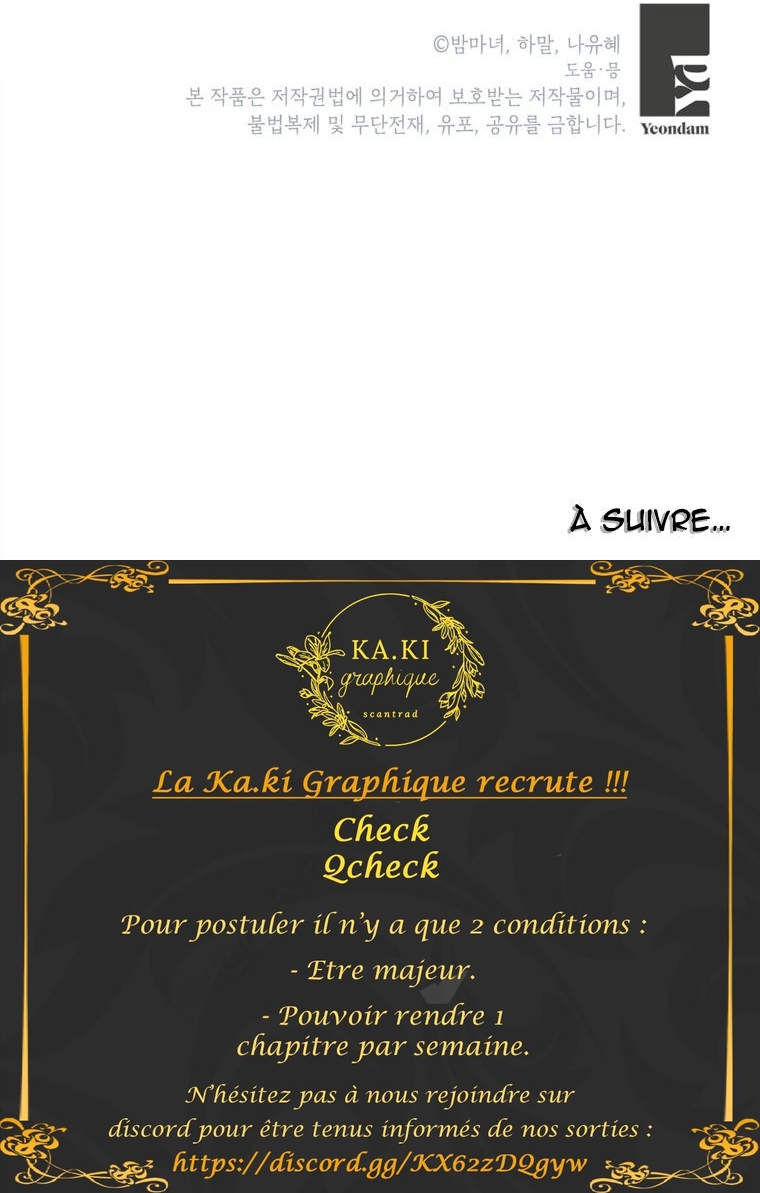 ©밤마녀, 하말, 나유혜
도움·믕
본 작품은 저작권법에 의거하여 보호받는 저작물이며,
불법복제 및 무단전재, 유포, 공유를 금합니다.
Ya
Yeondam
À SUIVRE...
KA.KI
graphique
scantrad
La Ka.ki Graphique recrute !!!
Check
Qcheck
Pour postuler il n'y a que 2 conditions :
- Etre majeur.
- Pouvoir rendre 1
chapitre par semaine.
N'hésitez pas à nous rejoindre sur
discord pour être tenus informés de nos sorties :
https://discord.gg/KX62zDQgyw